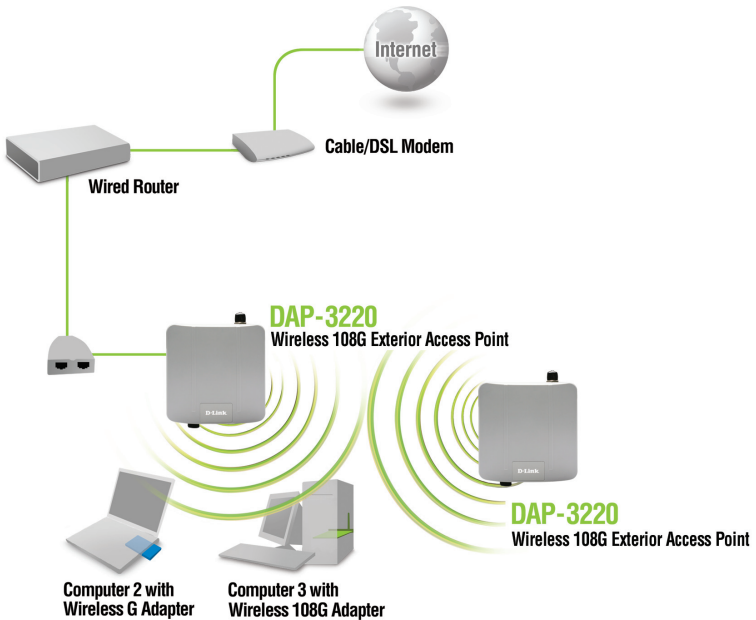 Internet
Cable/DSL Modem
Wired Router
DAP-3220
Wireless 108G Exterior Access Point
D-Link
D-Link
DAP-3220
Wireless 108G Exterior Access Point
Computer 2 with
Wireless G Adapter
Computer 3 with
Wireless 108G Adapter